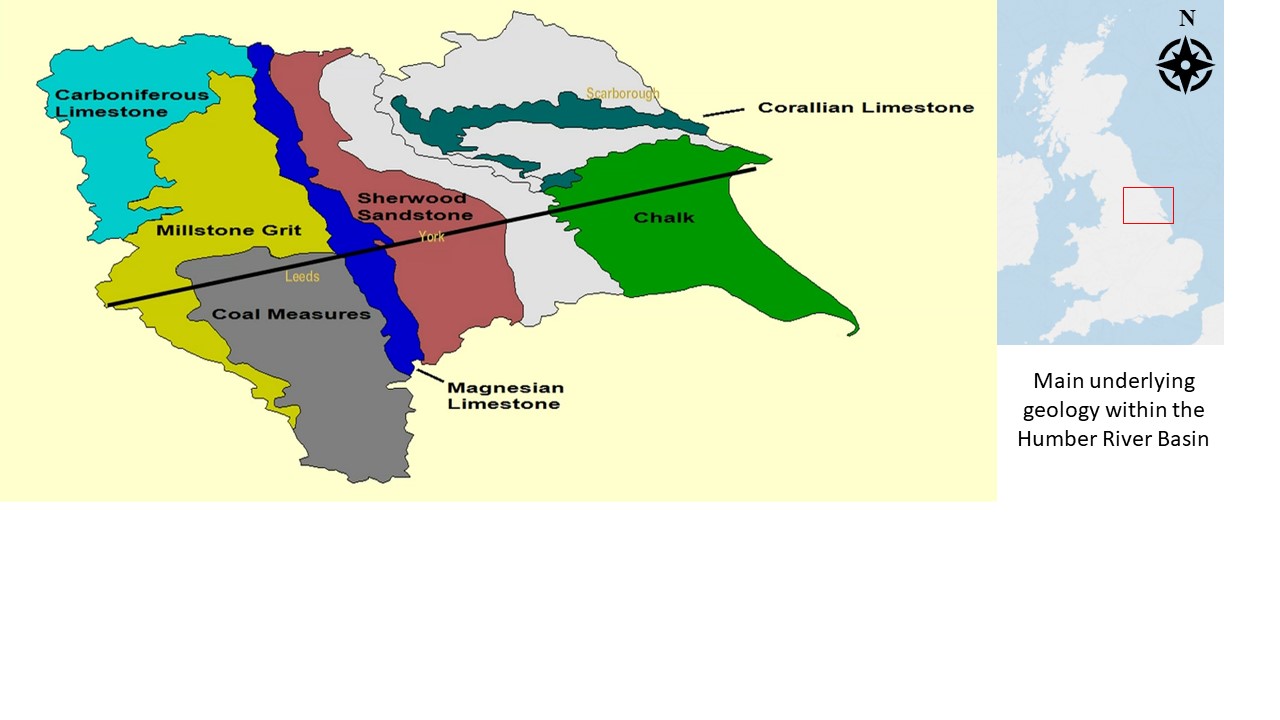 N
Scarborough
Carboniferous
Limestone
Corallian Limestone
Sherwood
Sandstone
Chalk
Millstone Grit
York
Leeds
Coal Measures
Magnesian
Limestone
Main underlying
geology within the
Humber River Basin